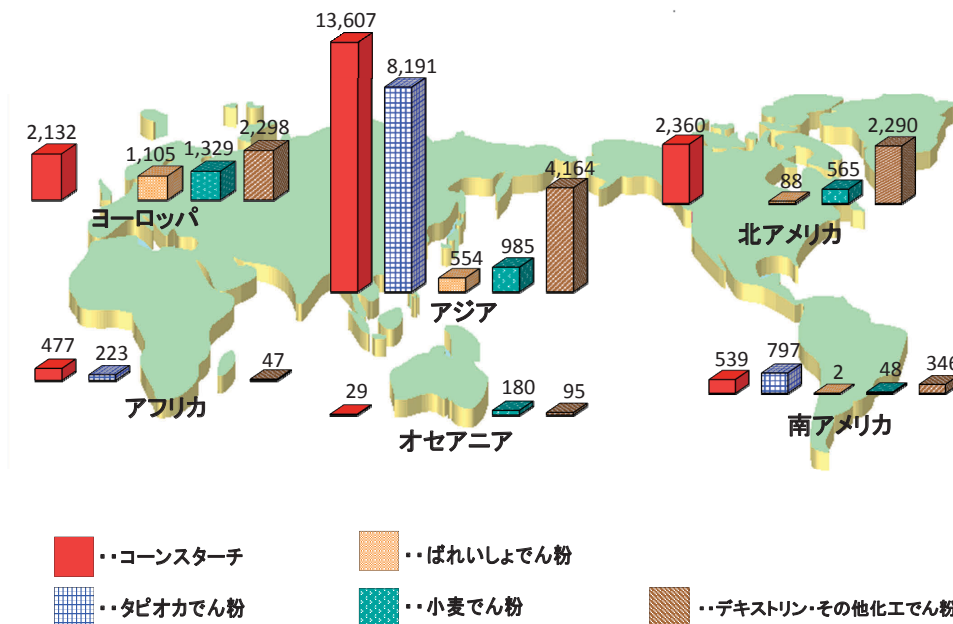 13,607
8,191
2,132
1,105
1,329
2,298
ヨーロッパ
4,164
554
985
アジア
2,360
88
565
2,290
北アメリカ
477
223
47
アフリカ
29
180
95
オセアニア
539
797
2
48
346
南アメリカ
‥コーンスターチ
‥ばれいしょでん粉
‥タピオカでん粉
‥小麦でん粉
‥デキストリン・その他化工でん粉